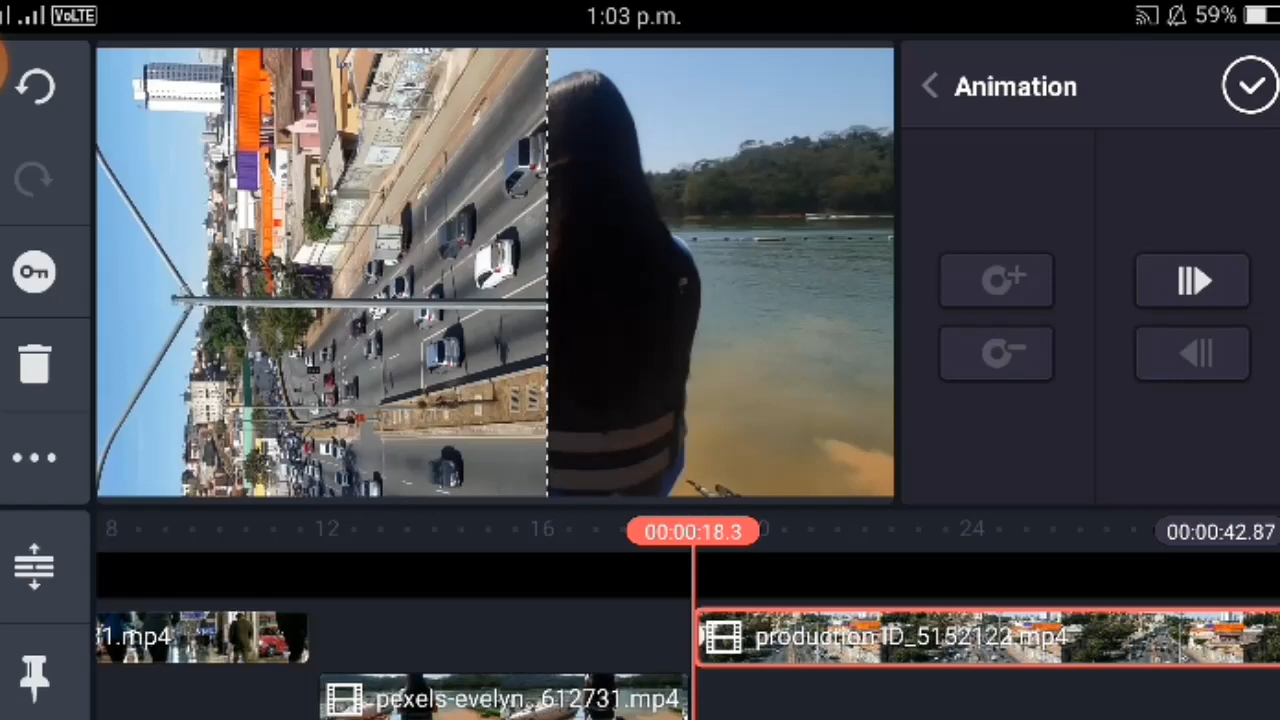 VoLTE 1:03 p.m. 59%
Animation
8 12 16 00:00:18.3 0 24 00:00:42.87
1.mp4 production ID_5152122.mp4
pexels-evelyn...612731.mp4